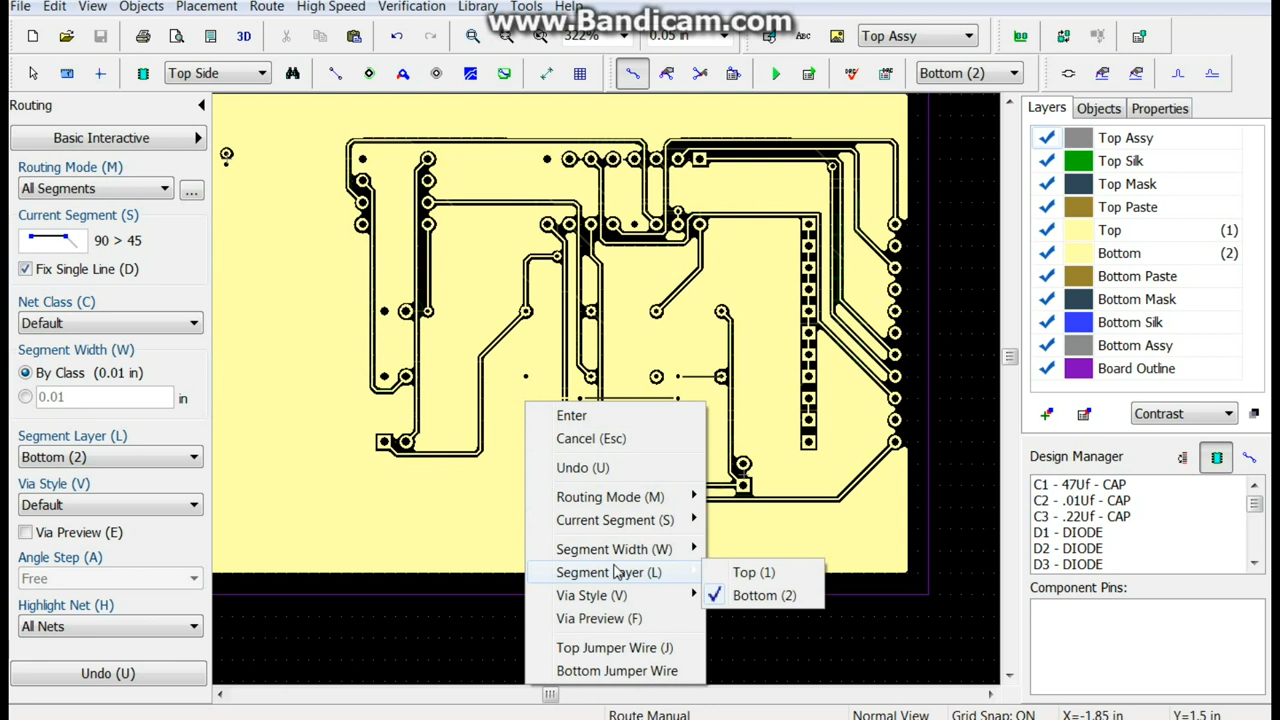 File Edit View Objects Placement Route High Speed Verification Library Tools Help
www.Bandicam.com
3D 322% 0.05 in Abc Top Assy
Top Side Bottom (2)
Routing
Basic Interactive
Routing Mode (M)
All Segments ...
Current Segment (S)
90 > 45
Fix Single Line (D)
Net Class (C)
Default
Segment Width (W)
By Class (0.01 in)
0.01 in
Segment Layer (L)
Bottom (2)
Via Style (V)
Default
Via Preview (E)
Angle Step (A)
Free
Highlight Net (H)
All Nets
Undo (U)
Enter
Cancel (Esc)
Undo (U)
Routing Mode (M)
Current Segment (S)
Segment Width (W)
Segment Layer (L)
Via Style (V)
Via Preview (F)
Top Jumper Wire (J)
Bottom Jumper Wire
Top (1)
Bottom (2)
Layers Objects Properties
Top Assy
Top Silk
Top Mask
Top Paste
Top (1)
Bottom (2)
Bottom Paste
Bottom Mask
Bottom Silk
Bottom Assy
Board Outline
Contrast
Design Manager
C1 - 47Uf - CAP
C2 - .01Uf - CAP
C3 - .22Uf - CAP
D1 - DIODE
D2 - DIODE
D3 - DIODE
Component Pins:
Route Manual Normal View Grid Snap: ON X=-1.85 Y=1.5 in